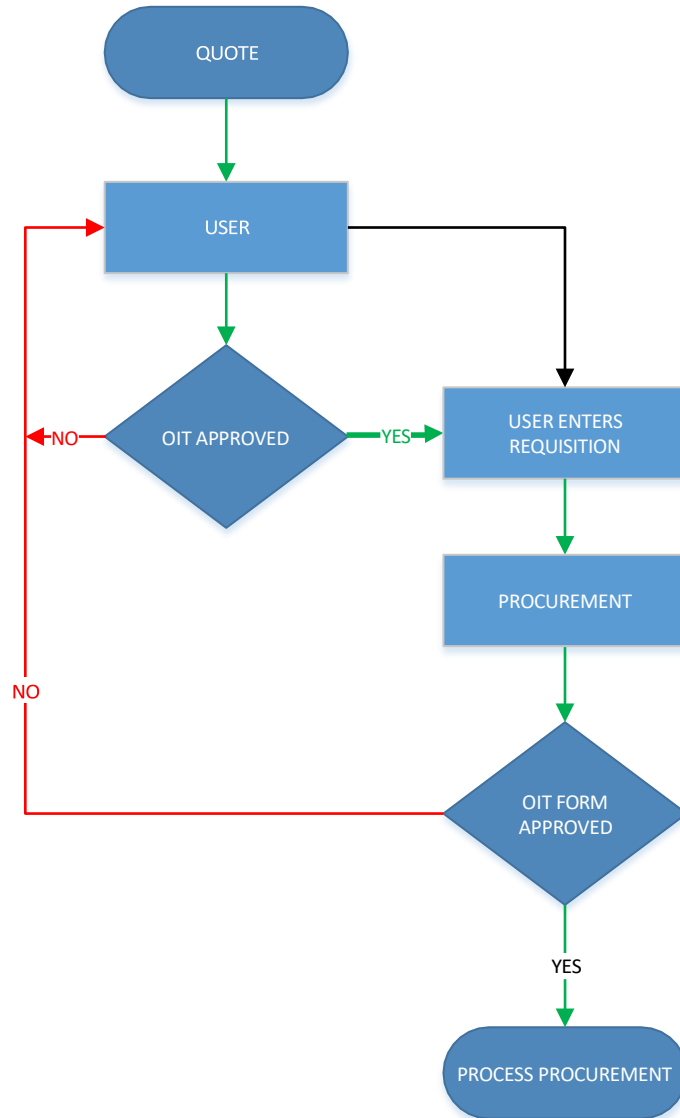 QUOTE
USER
OIT APPROVED
NO
YES
USER ENTERS
REQUISITION
PROCUREMENT
NO
OIT FORM
APPROVED
YES
PROCESS PROCUREMENT